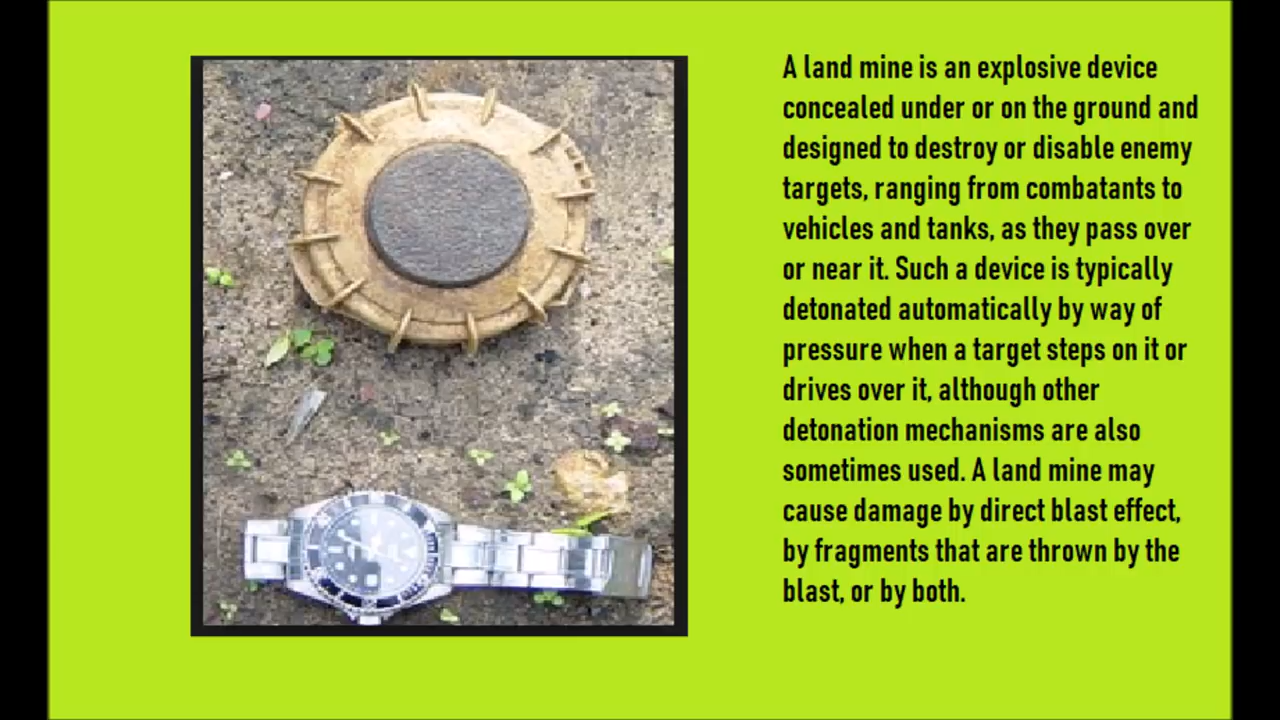 A land mine is an explosive device
concealed under or on the ground and
designed to destroy or disable enemy
targets, ranging from combatants to
vehicles and tanks, as they pass over
or near it. Such a device is typically
detonated automatically by way of
pressure when a target steps on it or
drives over it, although other
detonation mechanisms are also
sometimes used. A land mine may
cause damage by direct blast effect,
by fragments that are thrown by the
blast, or by both.